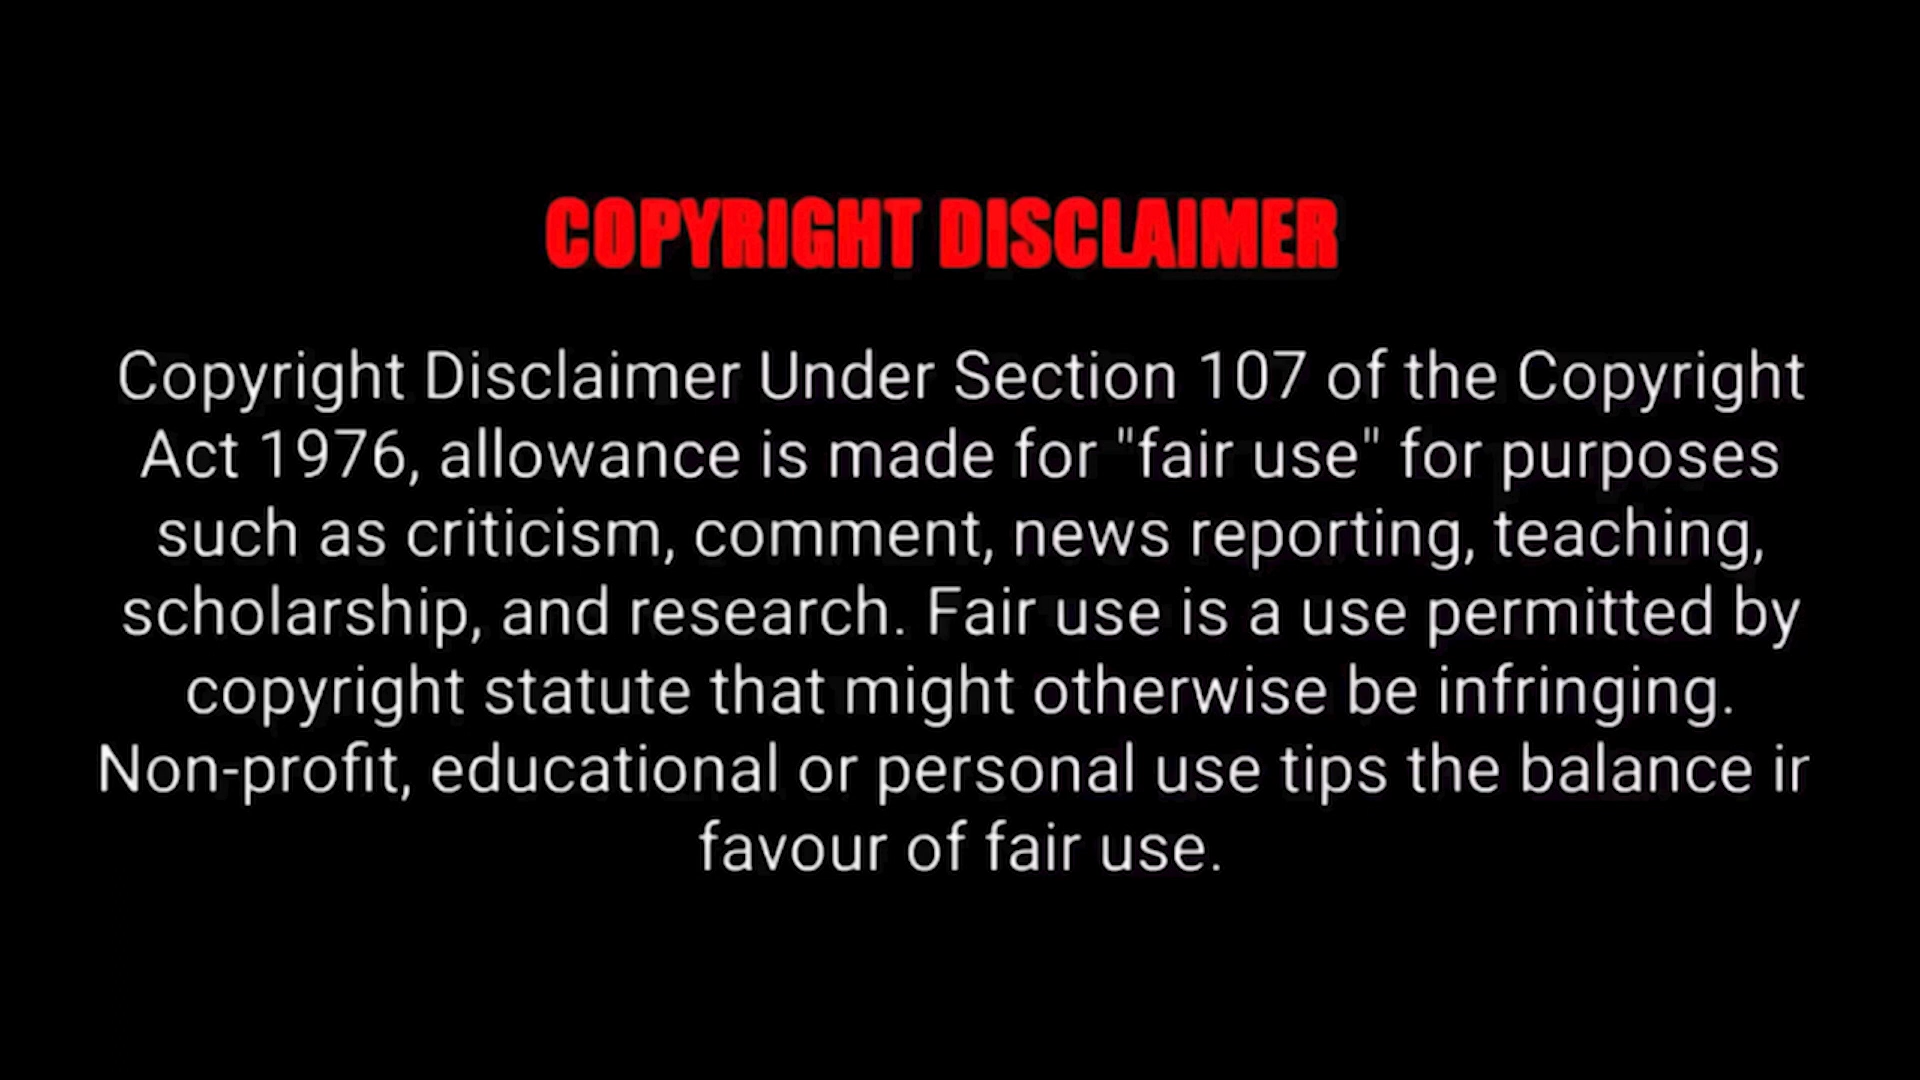 COPYRIGHT DISCLAIMER
Copyright Disclaimer Under Section 107 of the Copyright
Act 1976, allowance is made for "fair use" for purposes
such as criticism, comment, news reporting, teaching,
scholarship, and research. Fair use is a use permitted by
copyright statute that might otherwise be infringing.
Non-profit, educational or personal use tips the balance ir
favour of fair use.